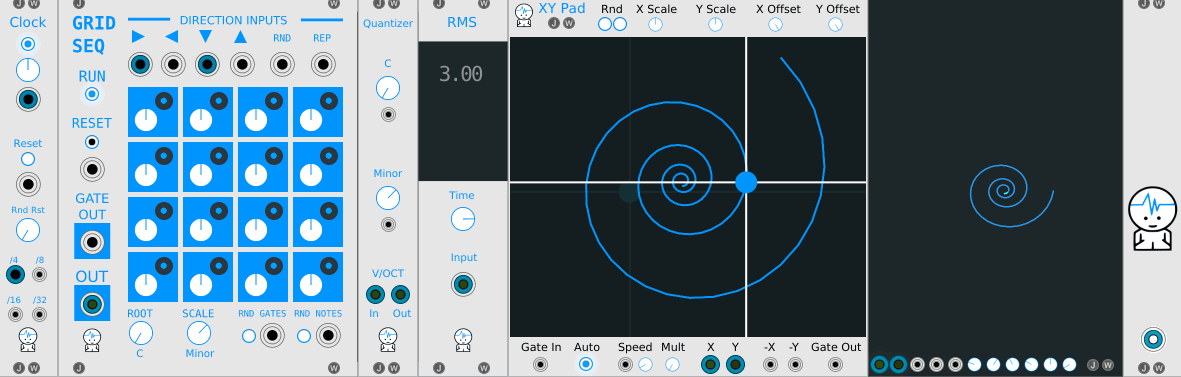 J W
Clock
Reset
Rnd Rst
/4 /8
/16 /32
J W
J W
GRID
SEQ
DIRECTION INPUTS
RND REP
RUN
RESET
GATE
OUT
OUT
ROOT SCALE RND GATES RND NOTES
C Minor
J W
Quantizer
C
Minor
V/OCT
In Out
J W
J W
RMS
3.00
Time
Input
J W
XY Pad
J W
Rnd X Scale Y Scale X Offset Y Offset
Gate In Auto Speed Mult X Y -X -Y Gate Out
J W
J W
J W